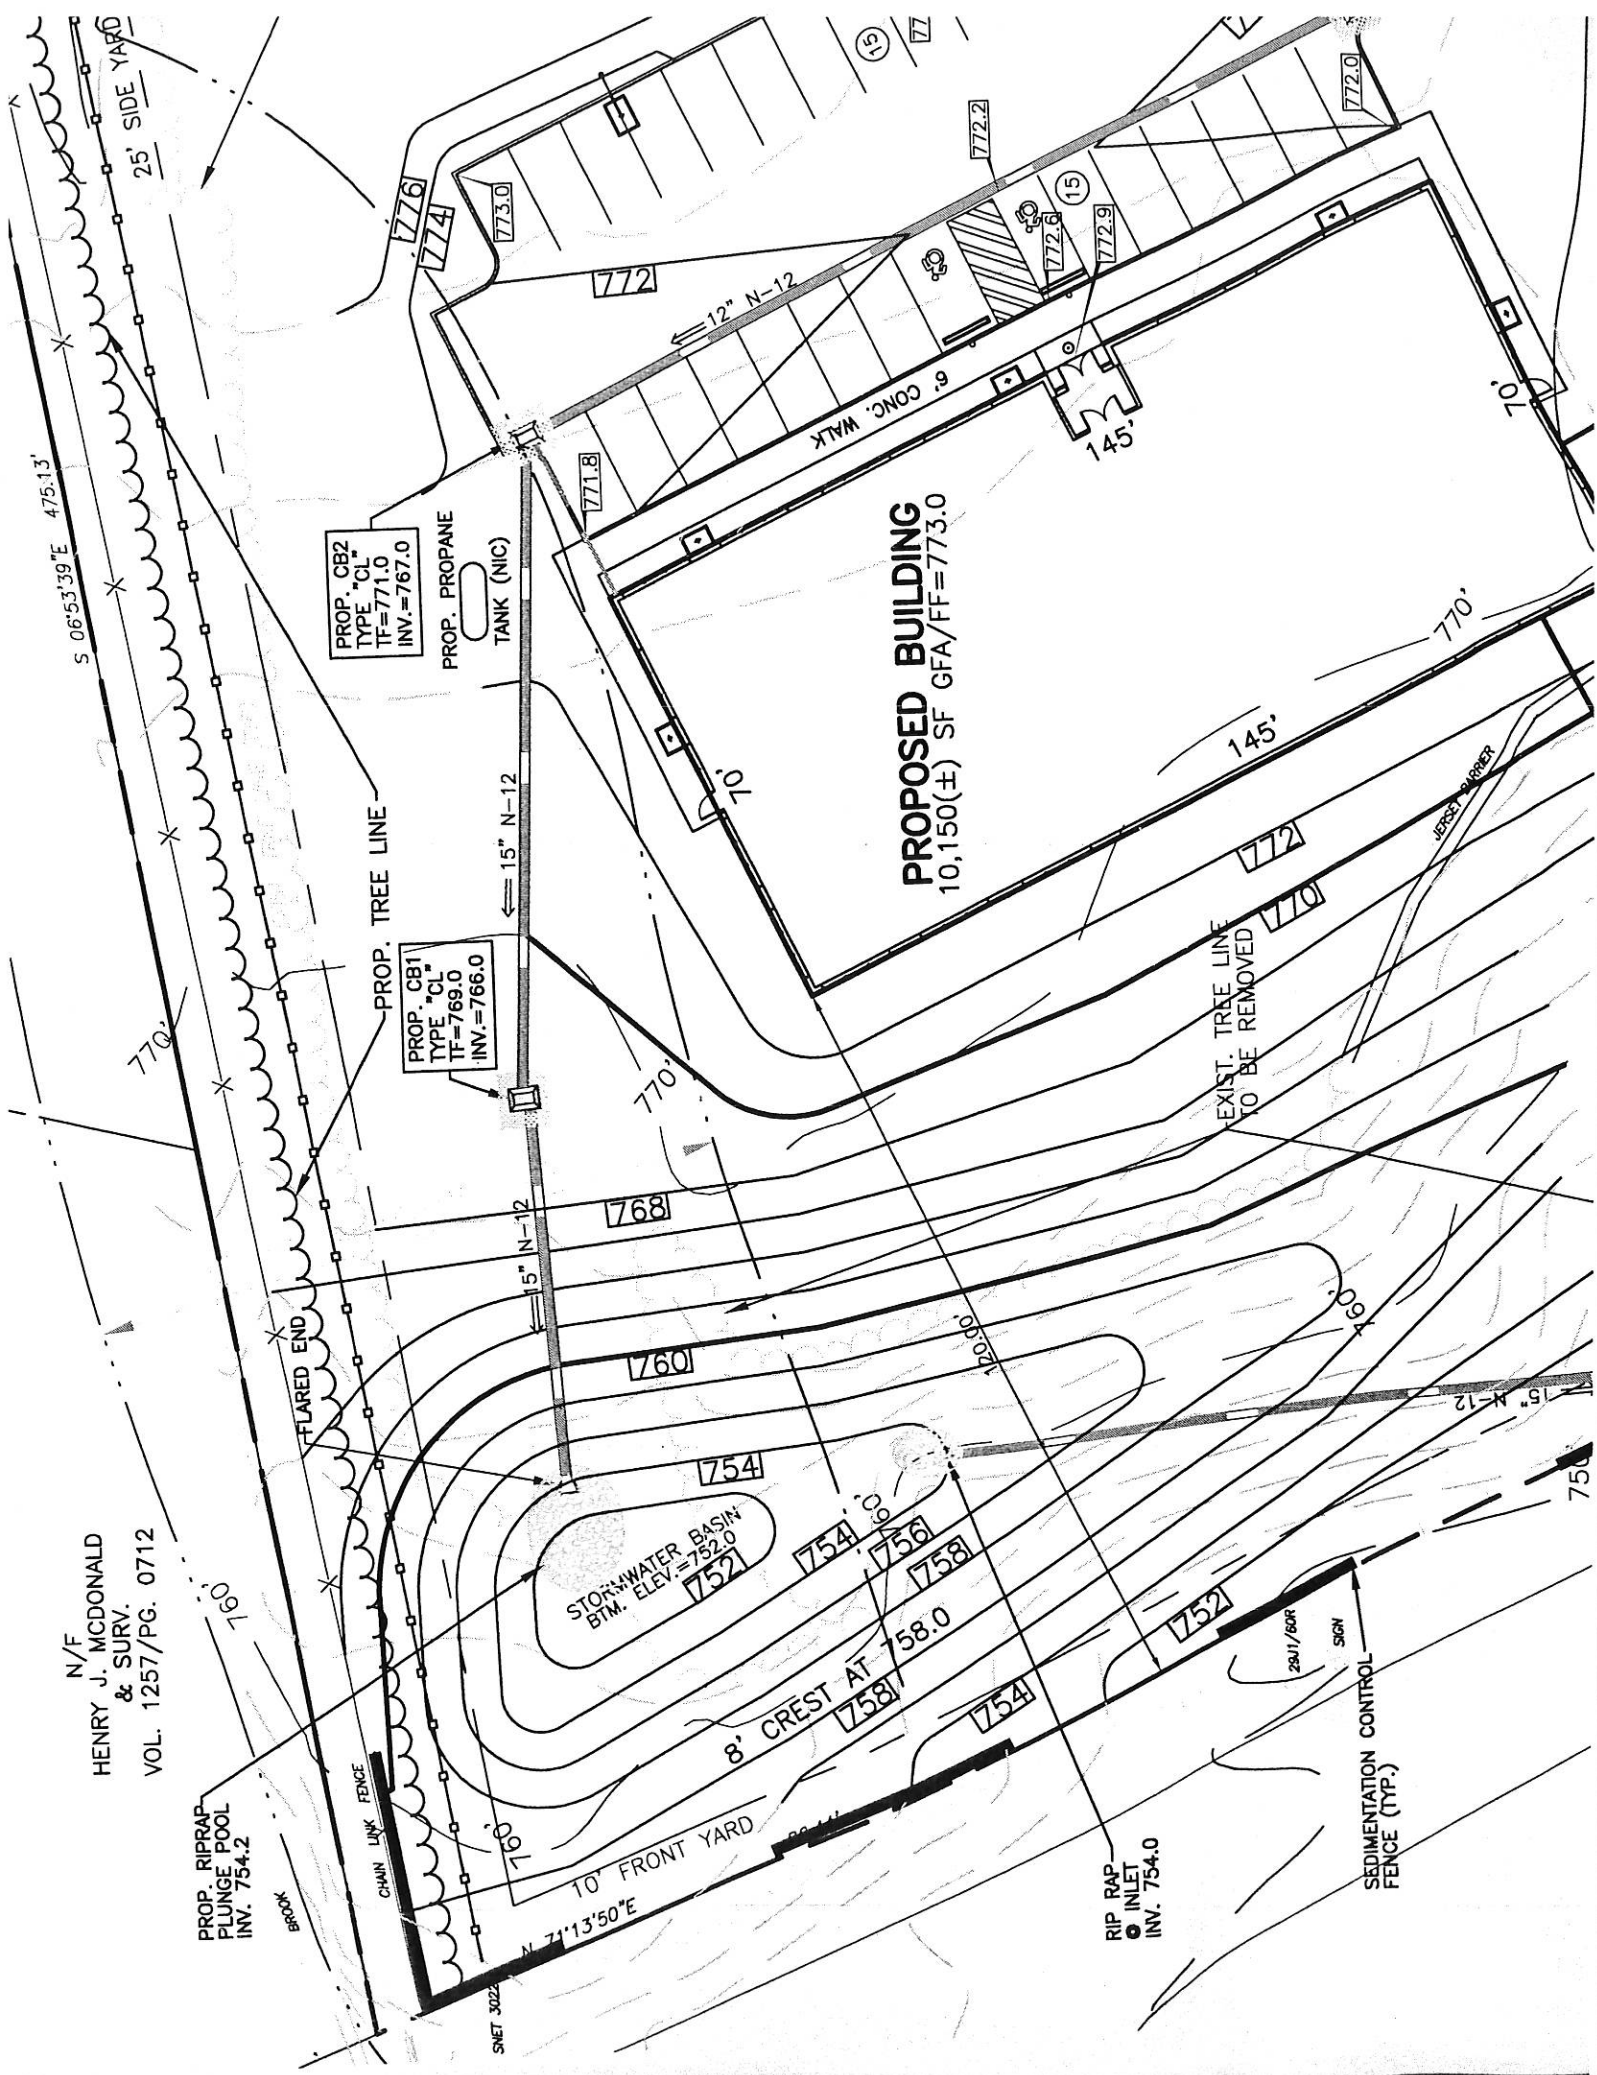 N/F
HENRY J. MCDONALD
& SURV.
VOL. 1257/PG. 0712
S 06°53'39"E 475.13'
25' SIDE YARD
776
774
773.0
772
15
772.2
772.0
772.6
15
772.9
12" N-12
6' CONC. WALK
145'
70'
771.8
PROP. CB2
TYPE "CL"
TF=771.0
INV.=767.0
PROP. PROPANE
TANK (NIC)
PROPOSED BUILDING
10,150(±) SF GFA/FF=773.0
770'
145'
70'
15" N-12
PROP. TREE LINE
770'
PROP. CB1
TYPE "CL"
TF=769.0
INV.=766.0
770'
772
770
JERSEY BARRIER
EXIST. TREE LINE
TO BE REMOVED
768
15" N-12
FLARED END
760
760'
120.00'
760'
15" N-12
754
STORMWATER BASIN
BTM. ELEV.=752.0
752
754
756
758
8' CREST AT 758.0
758
754
752
29J1/60R
SIGN
PROP. RIPRAP
PLUNGE POOL
INV. 754.2
BROOK
CHAIN LINK FENCE
760'
10' FRONT YARD
N 71°13'50"E
RIP RAP
@ INLET
INV. 754.0
SEDIMENTATION CONTROL
FENCE (TYP.)